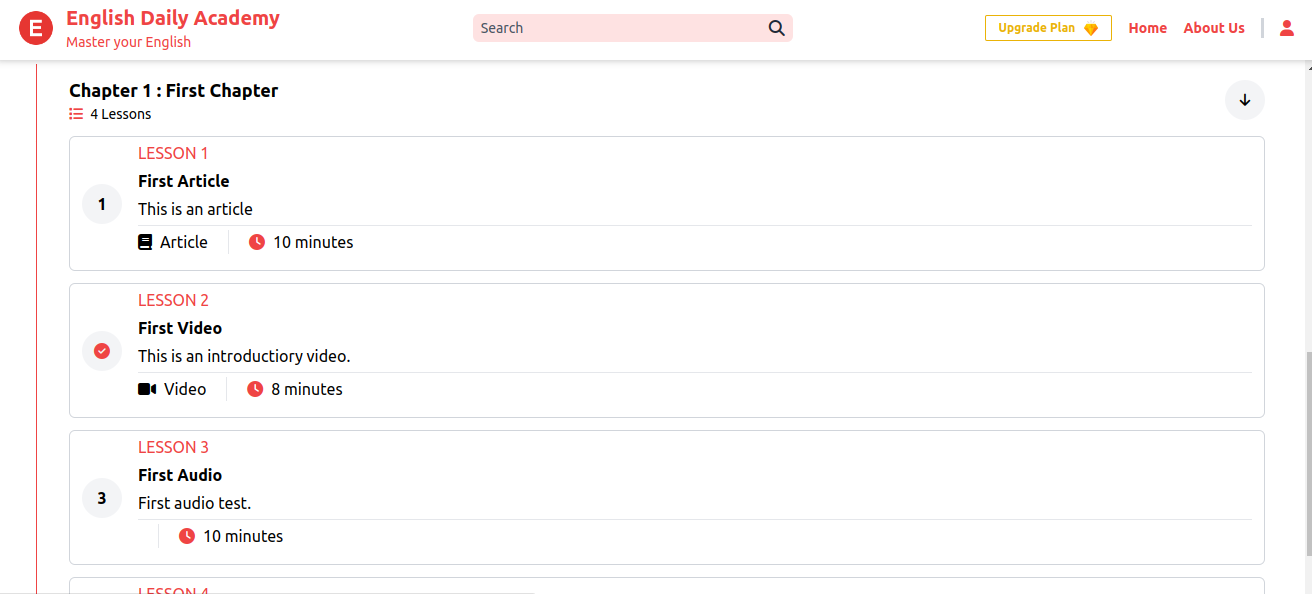 E
English Daily Academy
Master your English
Search
Upgrade Plan
Home
About Us
Chapter 1 : First Chapter
4 Lessons
LESSON 1
1
First Article
This is an article
Article
10 minutes
LESSON 2
First Video
This is an introductiory video.
Video
8 minutes
LESSON 3
3
First Audio
First audio test.
10 minutes
LESSON 4